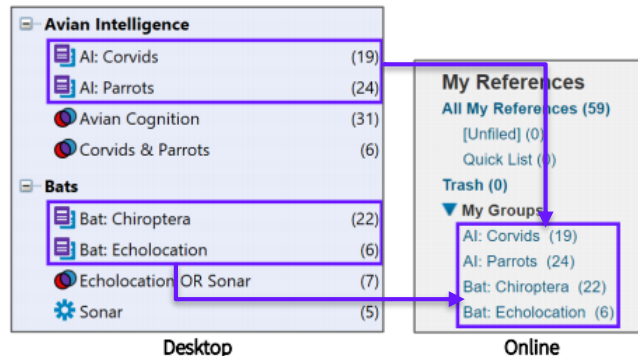 Avian Intelligence
AI: Corvids (19)
AI: Parrots (24)
Avian Cognition (31)
Corvids & Parrots (6)
Bats
Bat: Chiroptera (22)
Bat: Echolocation (6)
Echolocation OR Sonar (7)
Sonar (5)
Desktop
My References
All My References (59)
[Unfiled] (0)
Quick List (0)
Trash (0)
My Groups
AI: Corvids (19)
AI: Parrots (24)
Bat: Chiroptera (22)
Bat: Echolocation (6)
Online